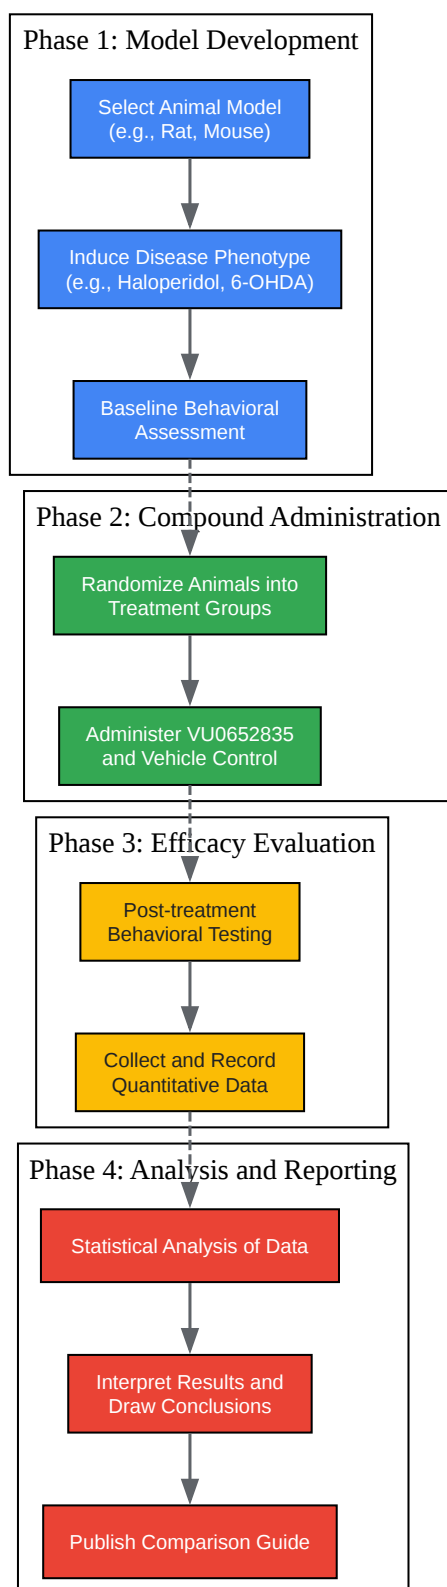 Phase 1: Model Development
Select Animal Model
(e.g., Rat, Mouse)
Induce Disease Phenotype
(e.g., Haloperidol, 6-OHDA)
Baseline Behavioral
Assessment
Phase 2: Compound Administration
Randomize Animals into
Treatment Groups
Administer VU0652835
and Vehicle Control
Phase 3: Efficacy Evaluation
Post-treatment
Behavioral Testing
Collect and Record
Quantitative Data
Phase 4: Analysis and Reporting
Statistical Analysis of Data
Interpret Results and
Draw Conclusions
Publish Comparison Guide